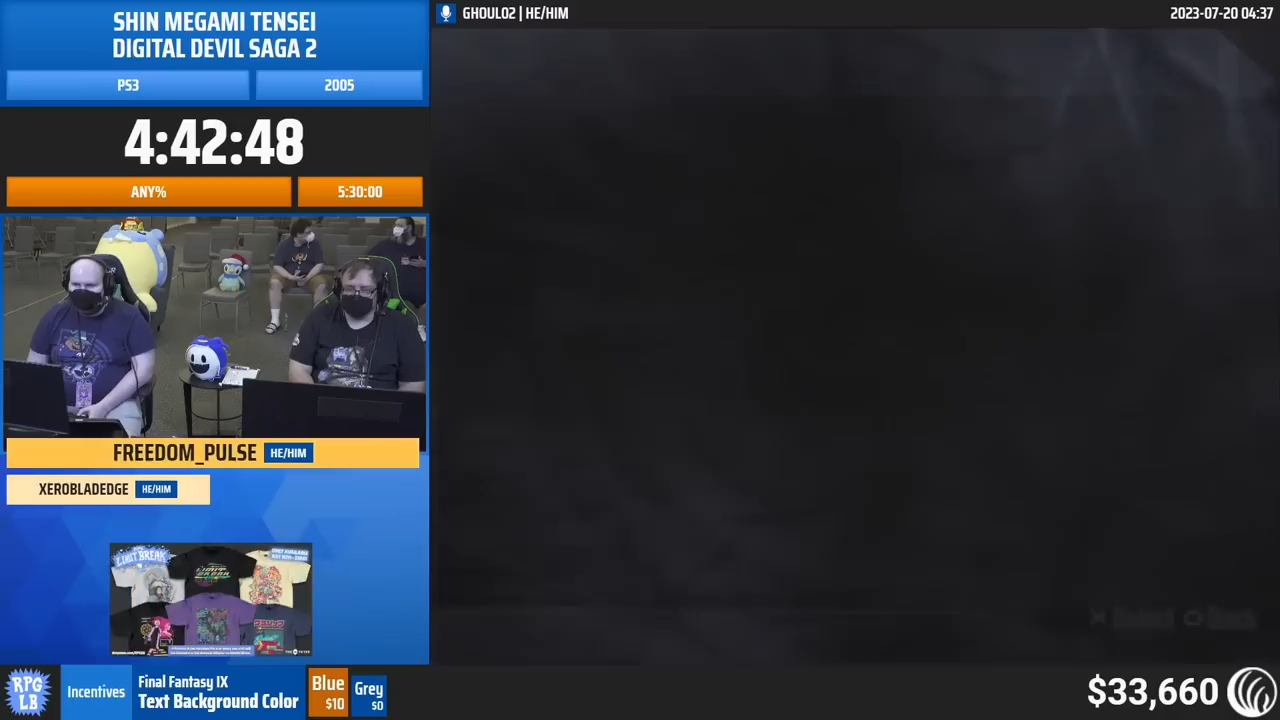 SHIN MEGAMI TENSEI
DIGITAL DEVIL SAGA 2
PS3
2005
4:42:48
ANY%
5:30:00
GHOUL02 | HE/HIM
2023-07-20 04:37
FREEDOM_PULSE HE/HIM
XEROBLADEDGE HE/HIM
LIMIT BREAK
RPG
LB
Incentives
Final Fantasy IX
Text Background Color
Blue
$10
Grey
$0
$33,660